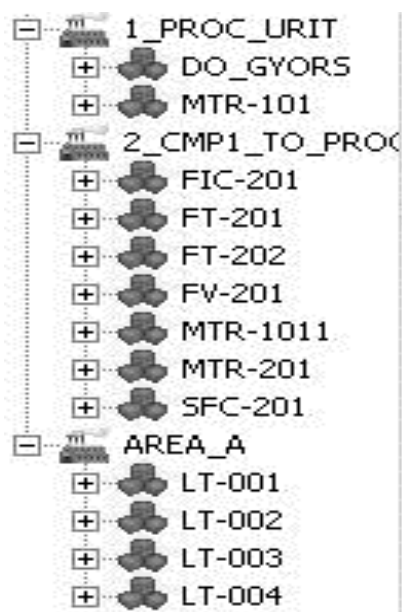 1_PROC_URIT
DO_GYORS
MTR-101
2_CMP1_TO_PROC
FIC-201
FT-201
FT-202
FV-201
MTR-1011
MTR-201
SFC-201
AREA_A
LT-001
LT-002
LT-003
LT-004